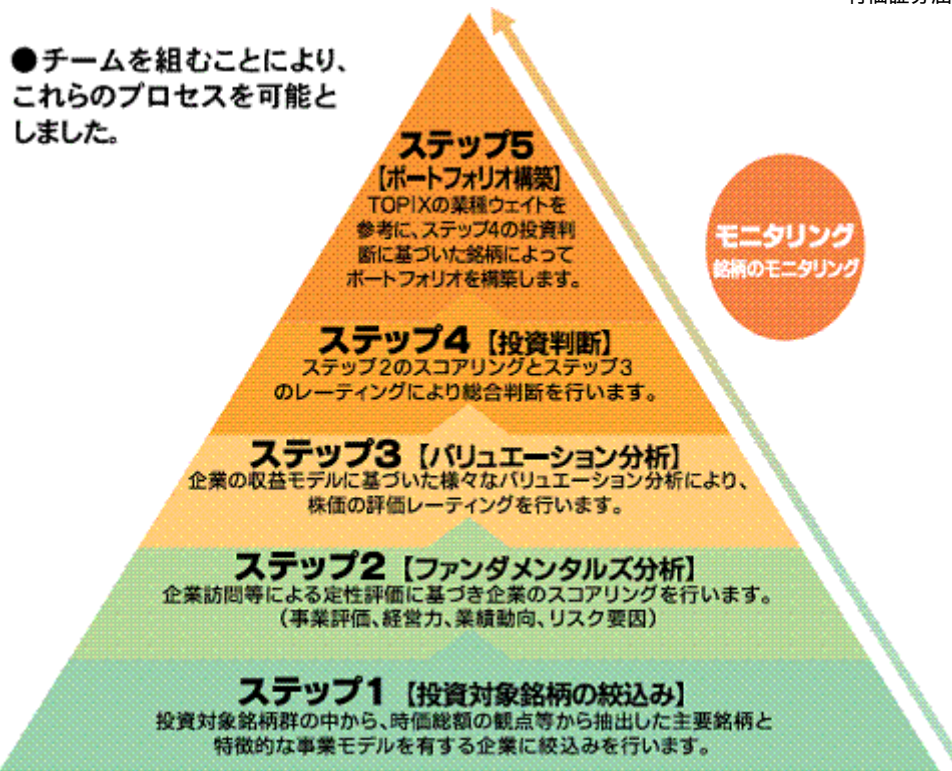 ●チームを組むことにより、
これらのプロセスを可能と
しました。
ステップ5
【ポートフォリオ構築】
TOPIXの業種ウェイトを
参考に、ステップ4の投資判
断に基づいた銘柄によって
ポートフォリオを構築します。
モニタリング
銘柄のモニタリング
ステップ4【投資判断】
ステップ2のスコアリングとステップ3
のレーティングにより総合判断を行います。
ステップ3【バリュエーション分析】
企業の収益モデルに基づいた様々なバリュエーション分析により、
株価の評価レーティングを行います。
ステップ2【ファンダメンタルズ分析】
企業訪問等による定性評価に基づき企業のスコアリングを行います。
（事業評価、経営力、業績動向、リスク要因）
ステップ1【投資対象銘柄の絞込み】
投資対象銘柄群の中から、時価総額の観点等から抽出した主要銘柄と
特徴的な事業モデルを有する企業に絞込みを行います。